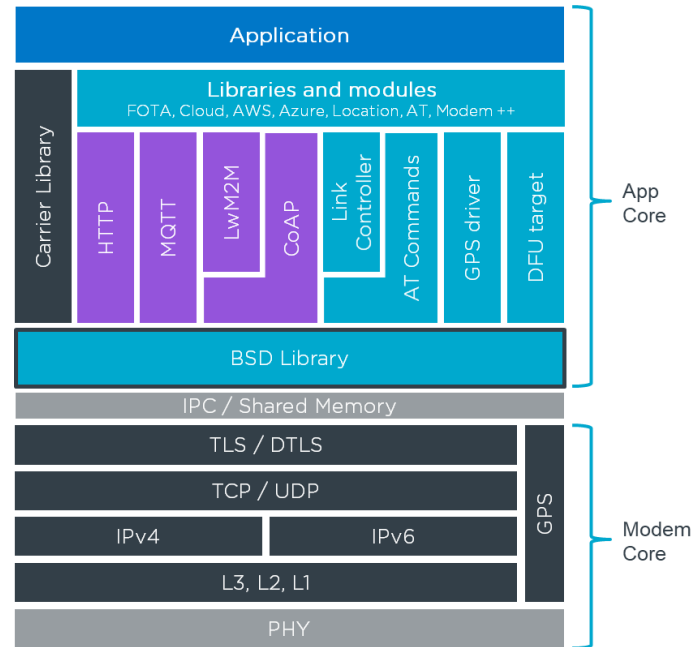 Application
Libraries and modules
FOTA, Cloud, AWS, Azure, Location, AT, Modem ++
Carrier Library
HTTP
MQTT
LwM2M
CoAP
Link
Controller
AT Commands
GPS driver
DFU target
App
Core
BSD Library
IPC / Shared Memory
TLS / DTLS
TCP / UDP
IPv4
IPv6
L3, L2, L1
GPS
Modem
Core
PHY